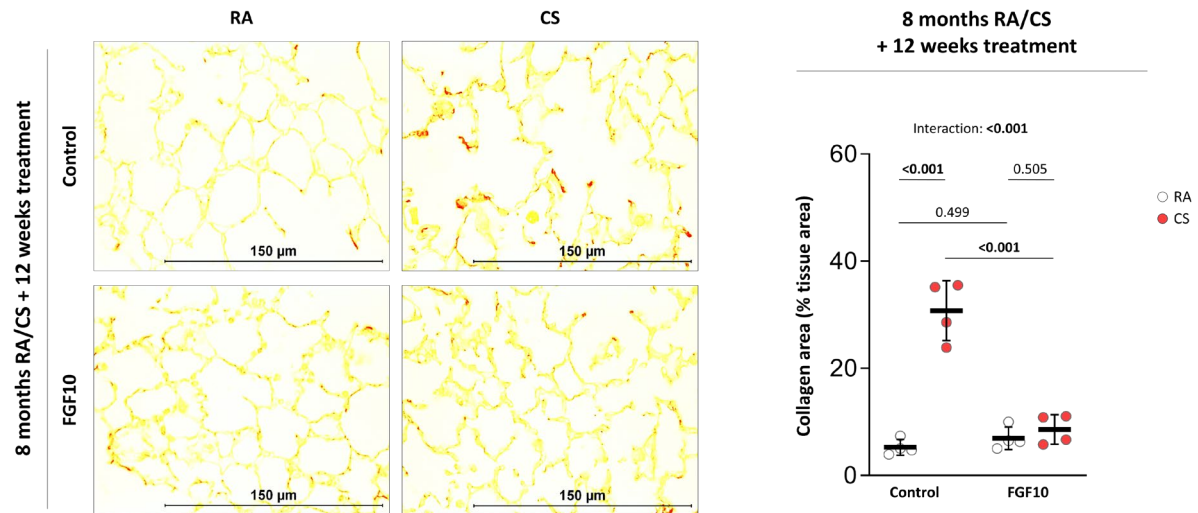 RA
CS
8 months RA/CS + 12 weeks treatment
Control
150 µm
150 µm
FGF10
150 µm
150 µm
8 months RA/CS
+ 12 weeks treatment
Interaction: <0.001
<0.001
0.505
0.499
<0.001
Collagen area (% tissue area)
60
40
20
0
Control
FGF10
RA
CS